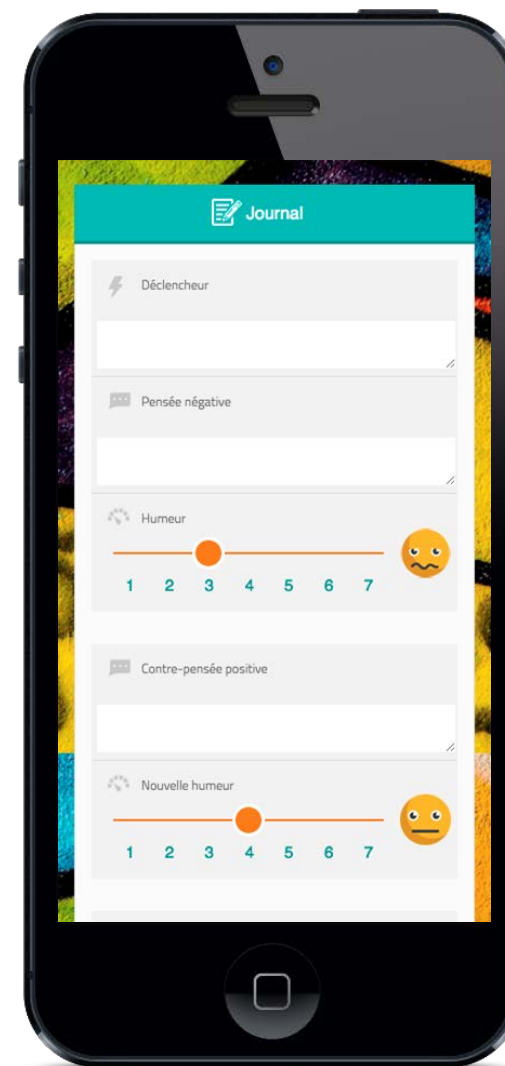 Journal
Déclencheur
Pensée négative
Humeur
1 2 3 4 5 6 7
Contre-pensée positive
Nouvelle humeur
1 2 3 4 5 6 7